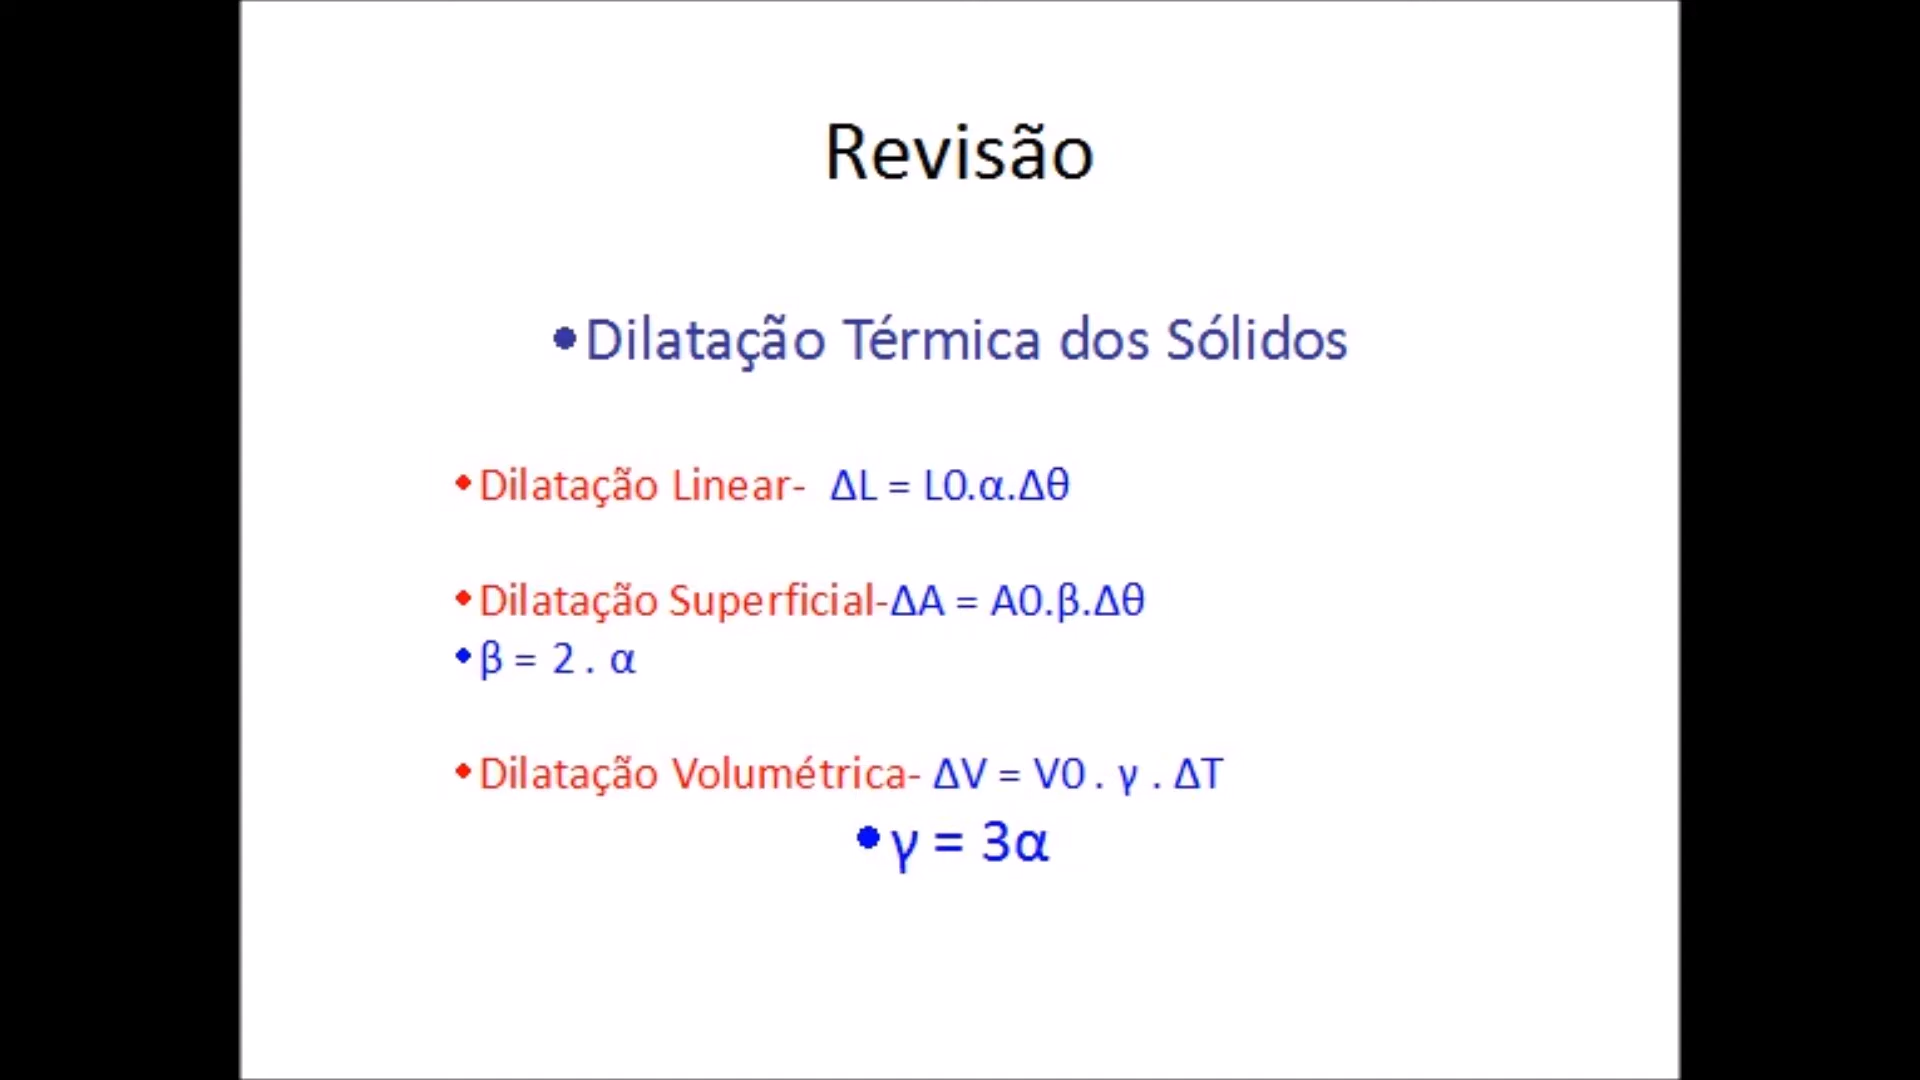 Revisão
•Dilatação Térmica dos Sólidos
•Dilatação Linear- ΔL = L0.α.Δθ
•Dilatação Superficial-ΔA = A0.β.Δθ
•β = 2 . α
•Dilatação Volumétrica- ΔV = V0 . γ . ΔT
•γ = 3α